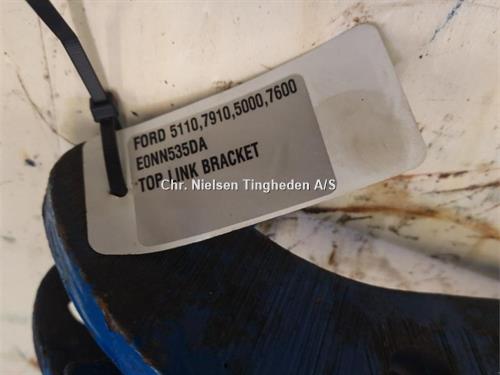 FORD 5110,7910,5000,7600
E0NN535DA
TOP LINK BRACKET
Chr. Nielsen Tingheden A/S